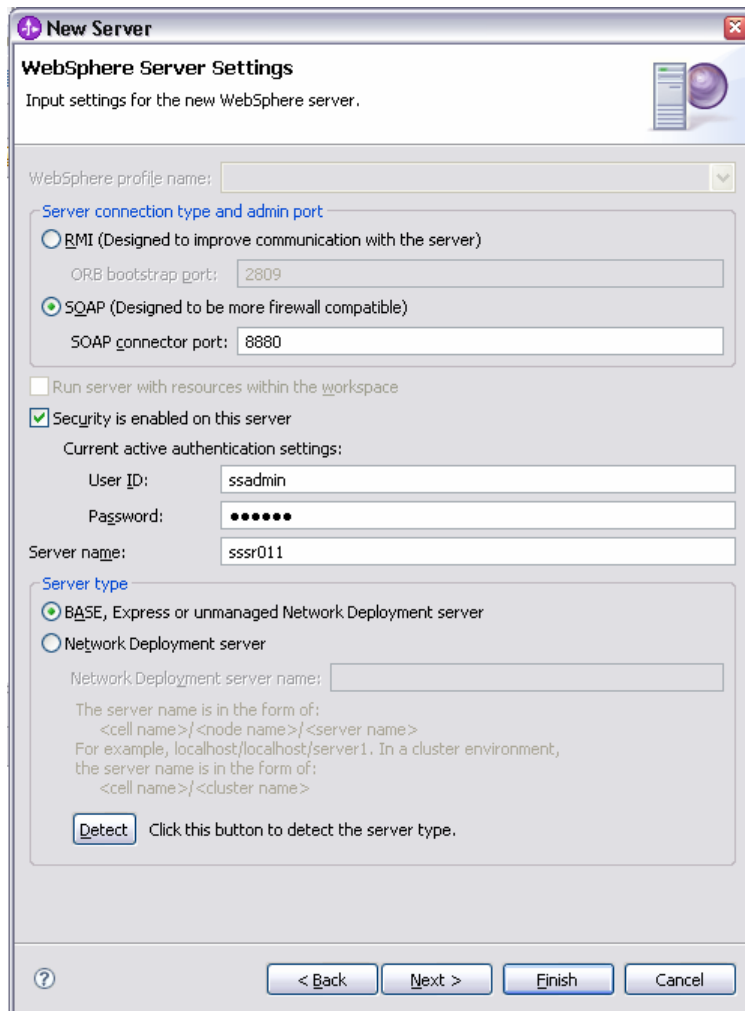 New Server
WebSphere Server Settings
Input settings for the new WebSphere server.
WebSphere profile name:
Server connection type and admin port
RMI (Designed to improve communication with the server)
ORB bootstrap port: 2809
SOAP (Designed to be more firewall compatible)
SOAP connector port: 8880
Run server with resources within the workspace
Security is enabled on this server
Current active authentication settings:
User ID: ssadmin
Password: ●●●●●●
Server name: sssr011
Server type
BASE, Express or unmanaged Network Deployment server
Network Deployment server
Network Deployment server name:
The server name is in the form of:
<cell name>/<node name>/<server name>
For example, localhost/localhost/server1. In a cluster environment,
the server name is in the form of:
<cell name>/<cluster name>
Detect Click this button to detect the server type.
? < Back Next > Finish Cancel